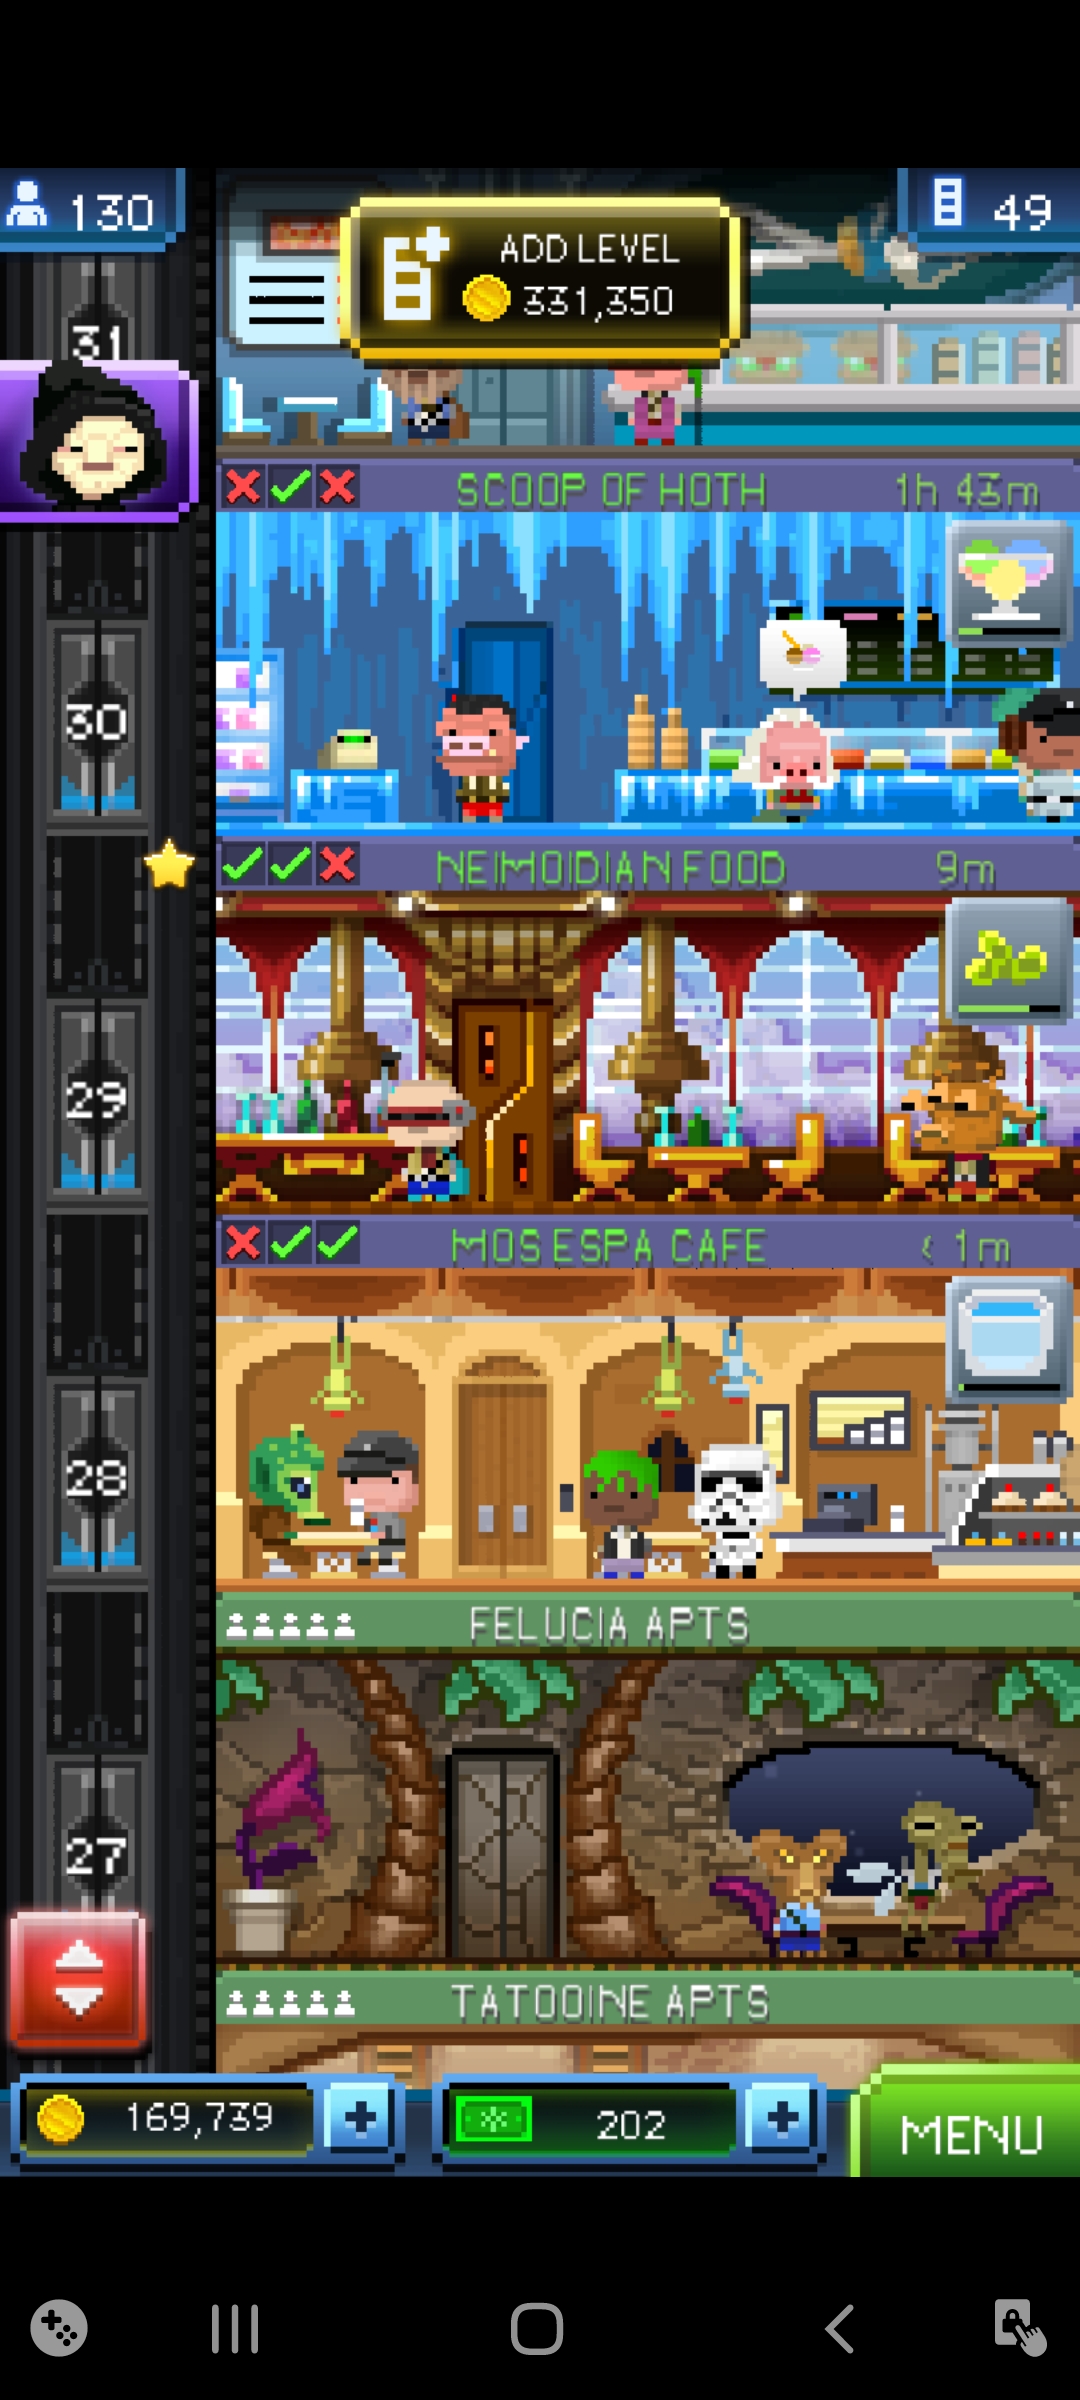 130
49
ADD LEVEL
331,350
31
SCOOP OF HOTH
1h 43m
30
NEIMOIDIAN FOOD
9m
29
MOS ESPA CAFE
< 1m
28
FELUCIA APTS
27
TATOOINE APTS
169,739
202
MENU